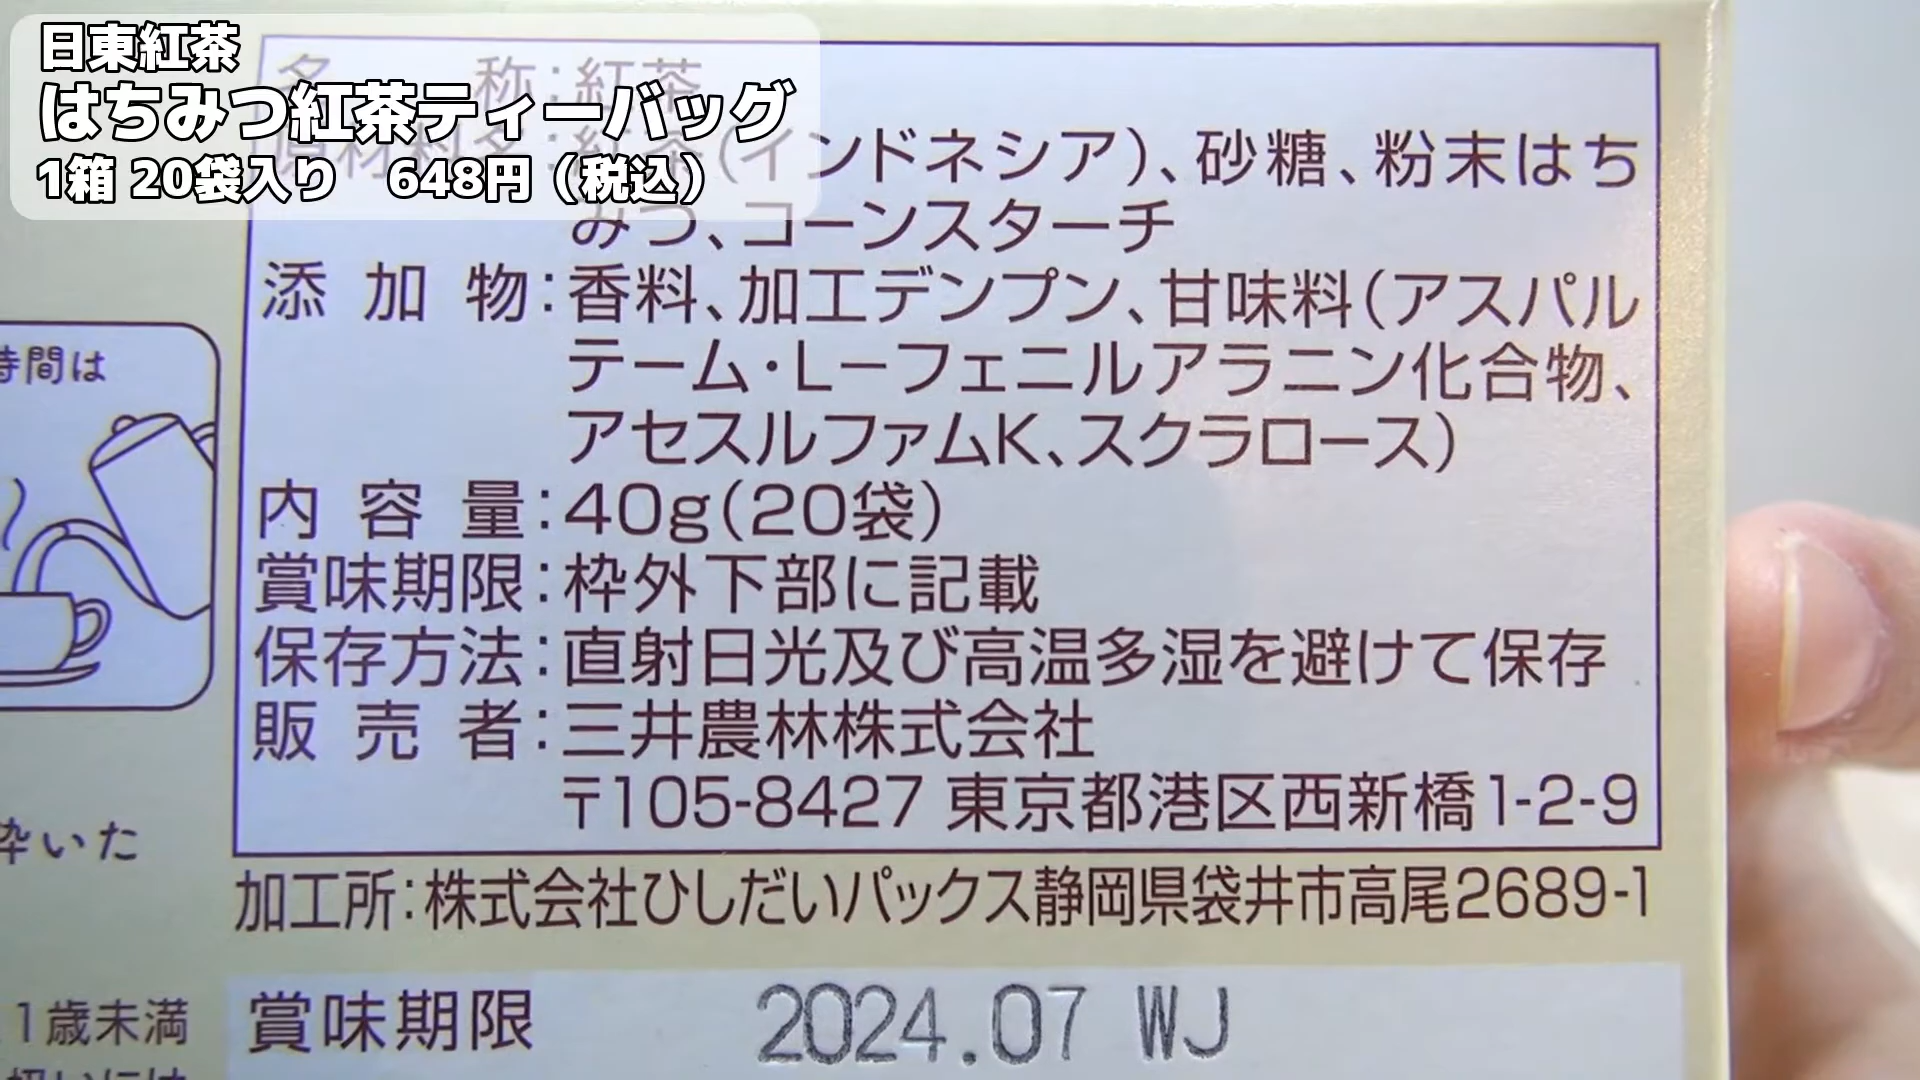 日東紅茶
はちみつ紅茶ティーバッグ
1箱 20袋入り 648円（税込）
名称：紅茶
原材料名：紅茶（インドネシア）、砂糖、粉末はち
みつ、コーンスターチ
添加物：香料、加工デンプン、甘味料（アスパル
テーム・L−フェニルアラニン化合物、
アセスルファムK、スクラロース）
内容量：40g（20袋）
賞味期限：枠外下部に記載
保存方法：直射日光及び高温多湿を避けて保存
販売者：三井農林株式会社
〒105-8427 東京都港区西新橋1-2-9
加工所：株式会社ひしだいパックス静岡県袋井市高尾2689-1
賞味期限 2024.07 WJ
時間は
いた
1歳未満